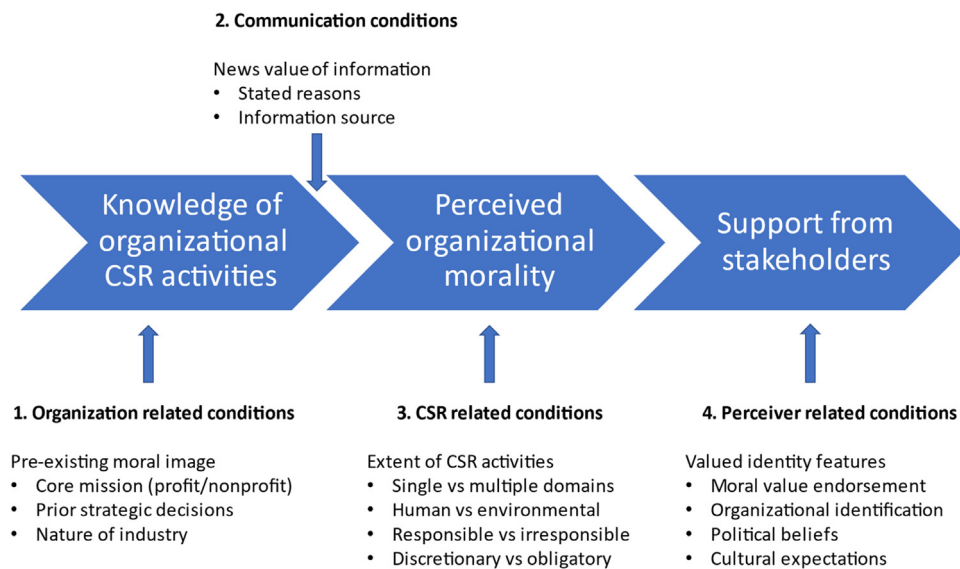 2. Communication conditions
News value of information
• Stated reasons
• Information source
Knowledge of
organizational
CSR activities
Perceived
organizational
morality
Support from
stakeholders
1. Organization related conditions
Pre-existing moral image
• Core mission (profit/nonprofit)
• Prior strategic decisions
• Nature of industry
3. CSR related conditions
Extent of CSR activities
• Single vs multiple domains
• Human vs environmental
• Responsible vs irresponsible
• Discretionary vs obligatory
4. Perceiver related conditions
Valued identity features
• Moral value endorsement
• Organizational identification
• Political beliefs
• Cultural expectations